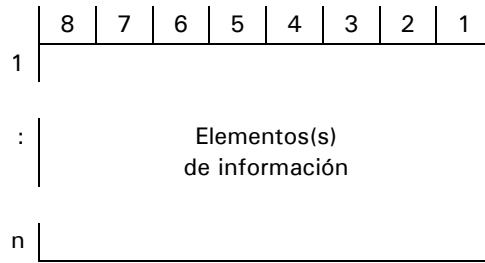 8 7 6 5 4 3 2 1
1
: Elementos(s)
de información
n